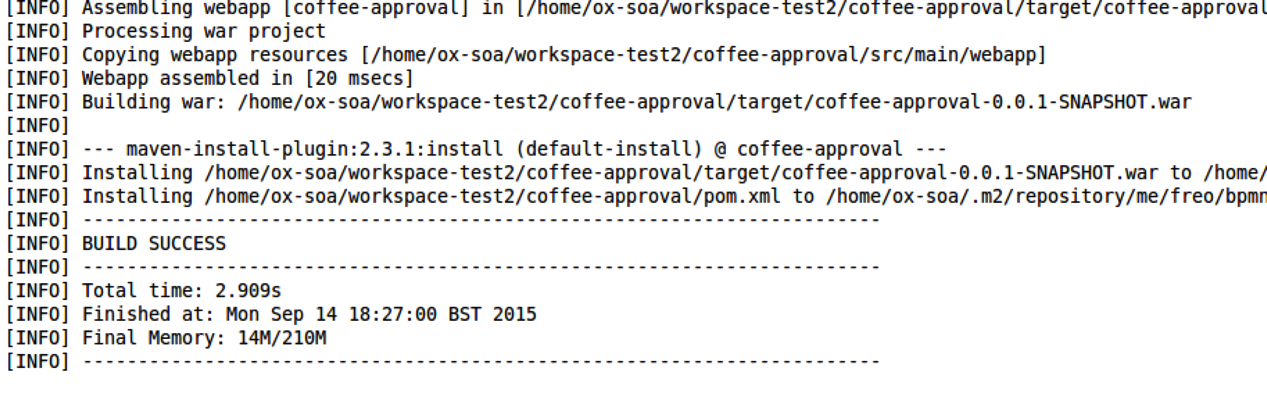 [INFO] Assembling webapp [coffee-approval] in [/home/ox-soa/workspace-test2/coffee-approval/target/coffee-approval
[INFO] Processing war project
[INFO] Copying webapp resources [/home/ox-soa/workspace-test2/coffee-approval/src/main/webapp]
[INFO] Webapp assembled in [20 msecs]
[INFO] Building war: /home/ox-soa/workspace-test2/coffee-approval/target/coffee-approval-0.0.1-SNAPSHOT.war
[INFO]
[INFO] --- maven-install-plugin:2.3.1:install (default-install) @ coffee-approval ---
[INFO] Installing /home/ox-soa/workspace-test2/coffee-approval/target/coffee-approval-0.0.1-SNAPSHOT.war to /home/
[INFO] Installing /home/ox-soa/workspace-test2/coffee-approval/pom.xml to /home/ox-soa/.m2/repository/me/freo/bpmn
[INFO] ------------------------------------------------------------------------
[INFO] BUILD SUCCESS
[INFO] ------------------------------------------------------------------------
[INFO] Total time: 2.909s
[INFO] Finished at: Mon Sep 14 18:27:00 BST 2015
[INFO] Final Memory: 14M/210M
[INFO] ------------------------------------------------------------------------